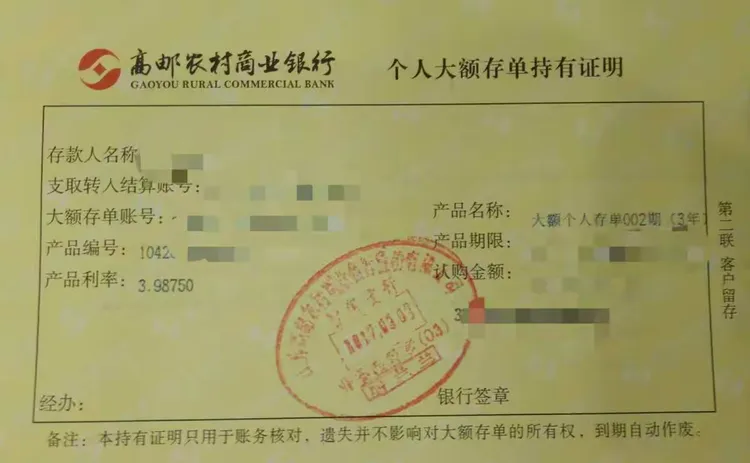 高邮农村商业银行
GAOYOU RURAL COMMERCIAL BANK
个人大额存单持有证明
存款人名称
支取转入结算账号:
大额存单账号:
产品编号: 1042
产品利率: 3.98750
产品名称: 大额个人存单002期(3年)
产品期限:
认购金额:
3
第二联 客户留存
(03)
经办:
银行签章
备注: 本持有证明只用于账务核对, 遗失并不影响对大额存单的所有权, 到期自动作废。